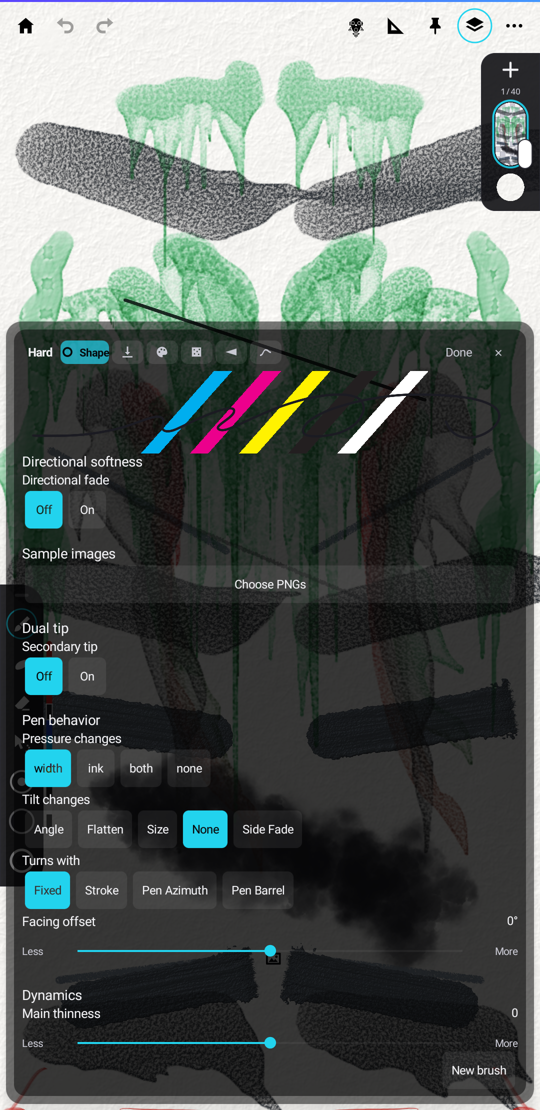 1/40
Hard Shape Done ×
Directional softness
Directional fade
Off On
Sample images
Choose PNGs
Dual tip
Secondary tip
Off On
Pen behavior
Pressure changes
width ink both none
Tilt changes
Angle Flatten Size None Side Fade
Turns with
Fixed Stroke Pen Azimuth Pen Barrel
Facing offset 0°
Less More
Dynamics
Main thinness 0
Less More
New brush